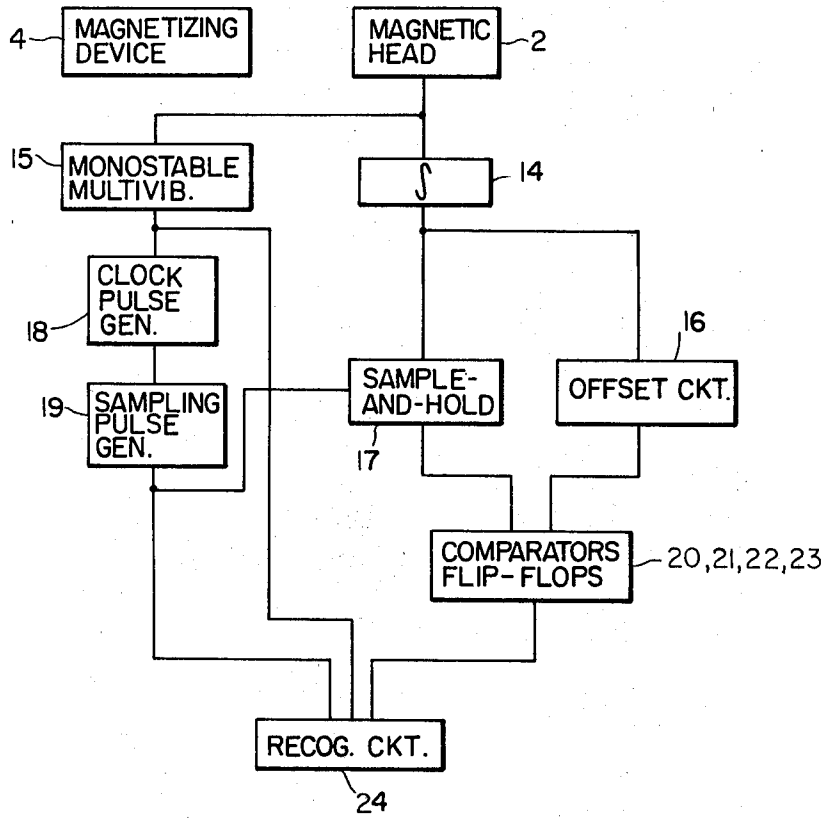 4
MAGNETIZING
DEVICE
MAGNETIC
HEAD
2
15
MONOSTABLE
MULTIVIB.
∫
14
CLOCK
PULSE
GEN.
18
16
SAMPLE-
AND-HOLD
17
OFFSET CKT.
19
SAMPLING
PULSE
GEN.
COMPARATORS
FLIP-FLOPS
20,21,22,23
RECOG. CKT.
24